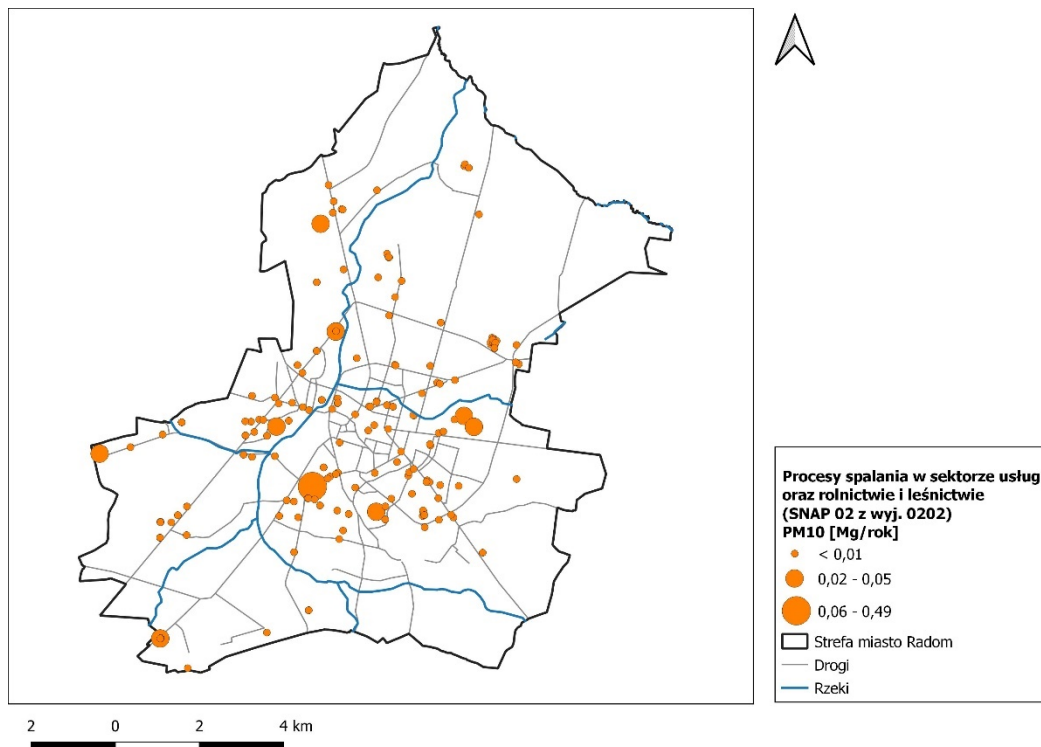 Procesy spalania w sektorze usług
oraz rolnictwie i leśnictwie
(SNAP 02 z wyj. 0202)
PM10 [Mg/rok]
< 0,01
0,02 - 0,05
0,06 - 0,49
Strefa miasto Radom
Drogi
Rzeki
2 0 2 4 km